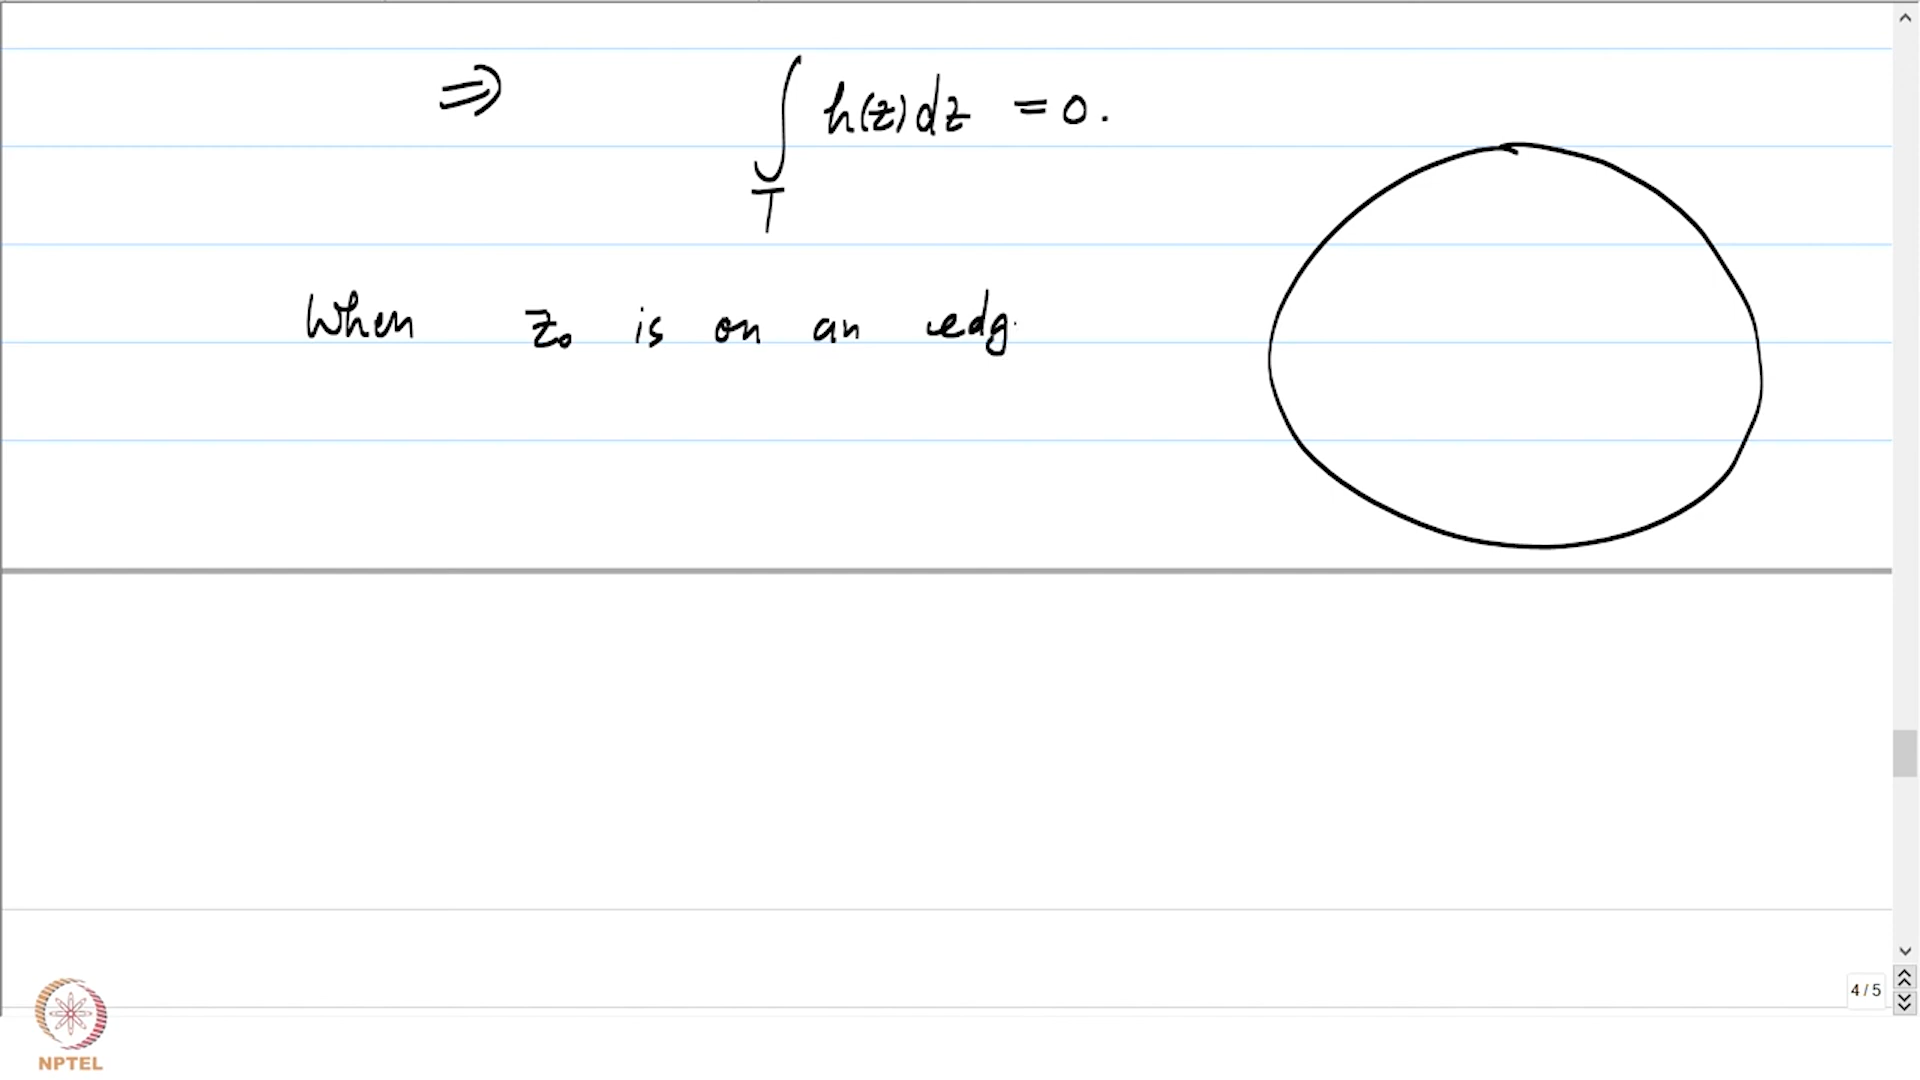 ⇒ ∫_T h(z) dz = 0.
When z₀ is on an edg.
4 / 5
NPTEL